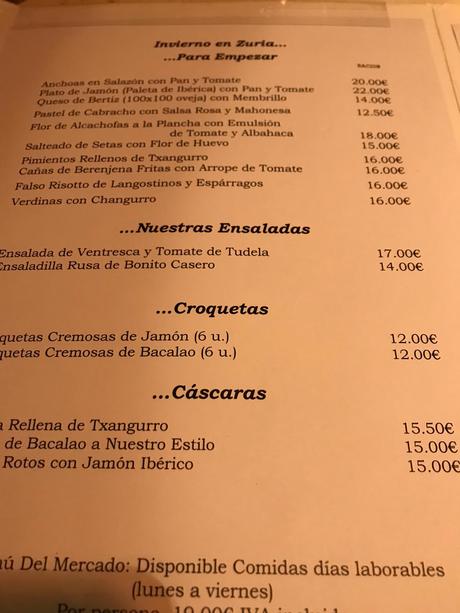 Invierno en Zuria...
...Para Empezar
RACION
Anchoas en Salazón con Pan y Tomate 20.00€
Plato de Jamón (Paleta de Ibérica) con Pan y Tomate 22.00€
Queso de Bertiz (100x100 oveja) con Membrillo 14.00€
Pastel de Cabracho con Salsa Rosa y Mahonesa 12.50€
Flor de Alcachofas a la Plancha con Emulsión
de Tomate y Albahaca 18.00€
Salteado de Setas con Flor de Huevo 15.00€
Pimientos Rellenos de Txangurro 16.00€
Cañas de Berenjena Fritas con Arrope de Tomate 16.00€
Falso Risotto de Langostinos y Espárragos 16.00€
Verdinas con Changurro 16.00€
...Nuestras Ensaladas
Ensalada de Ventresca y Tomate de Tudela 17.00€
Ensaladilla Rusa de Bonito Casero 14.00€
...Croquetas
quetas Cremosas de Jamón (6 u.) 12.00€
quetas Cremosas de Bacalao (6 u.) 12.00€
...Cáscaras
a Rellena de Txangurro 15.50€
de Bacalao a Nuestro Estilo 15.00€
Rotos con Jamón Ibérico 15.00€
nú Del Mercado: Disponible Comidas días laborables
(lunes a viernes)
Por persona